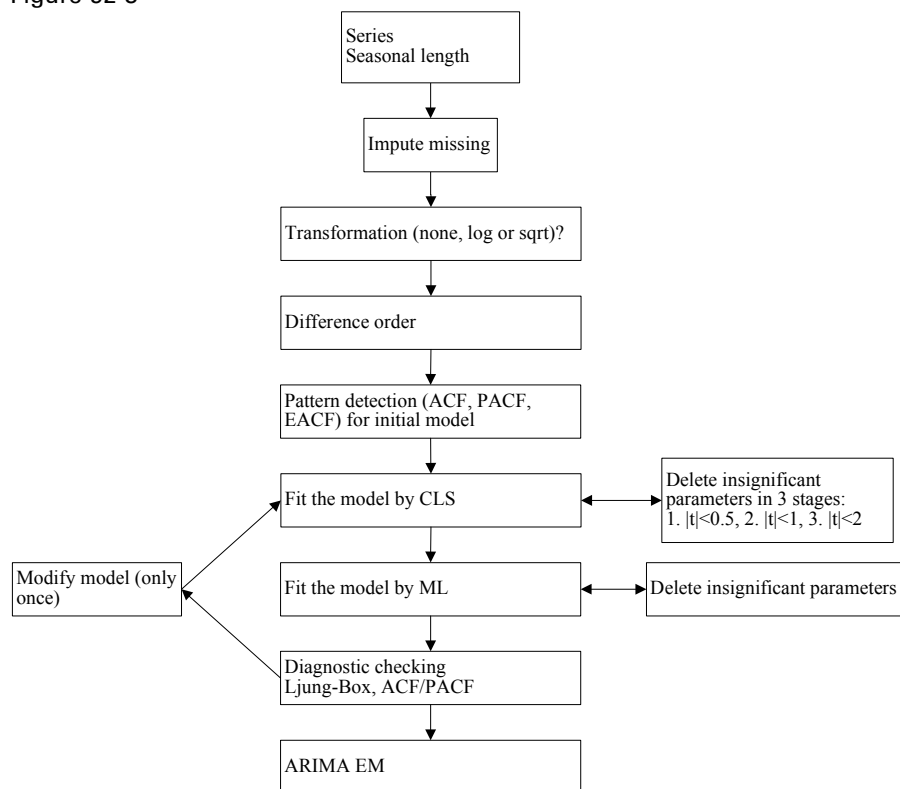 Series
Seasonal length
Impute missing
Transformation (none, log or sqrt)?
Difference order
Pattern detection (ACF, PACF,
EACF) for initial model
Fit the model by CLS
Delete insignificant
parameters in 3 stages:
1. |t|<0.5, 2. |t|<1, 3. |t|<2
Modify model (only
once)
Fit the model by ML
Delete insignificant parameters
Diagnostic checking
Ljung-Box, ACF/PACF
ARIMA EM